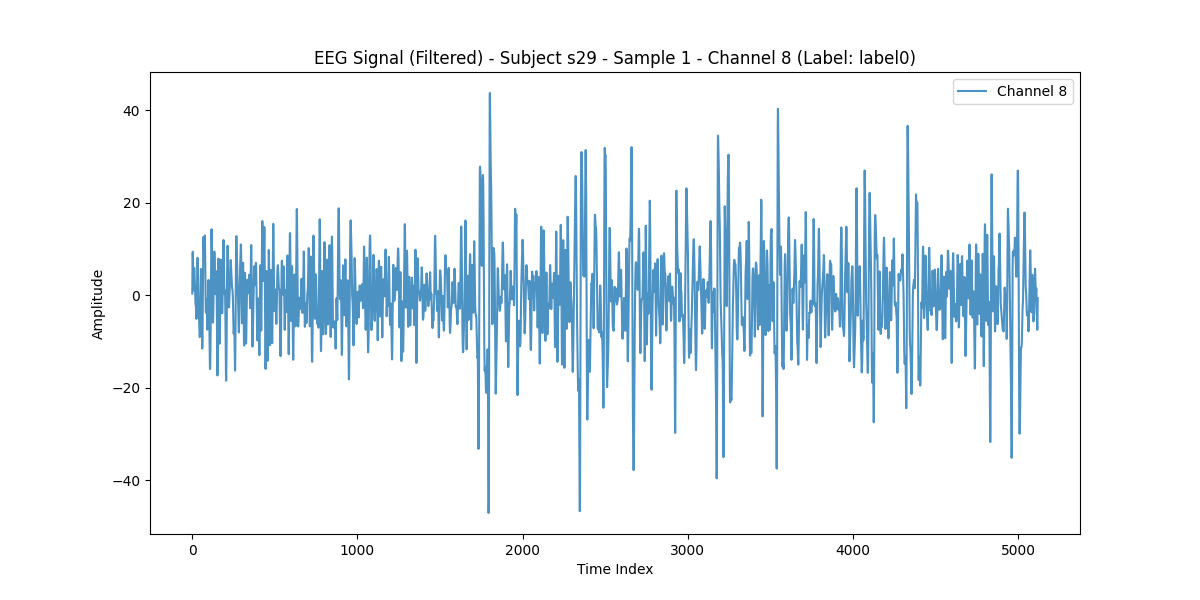 EEG Signal (Filtered) - Subject s29 - Sample 1 - Channel 8 (Label: label0)
Channel 8
40
20
0
−20
−40
Amplitude
0 1000 2000 3000 4000 5000
Time Index